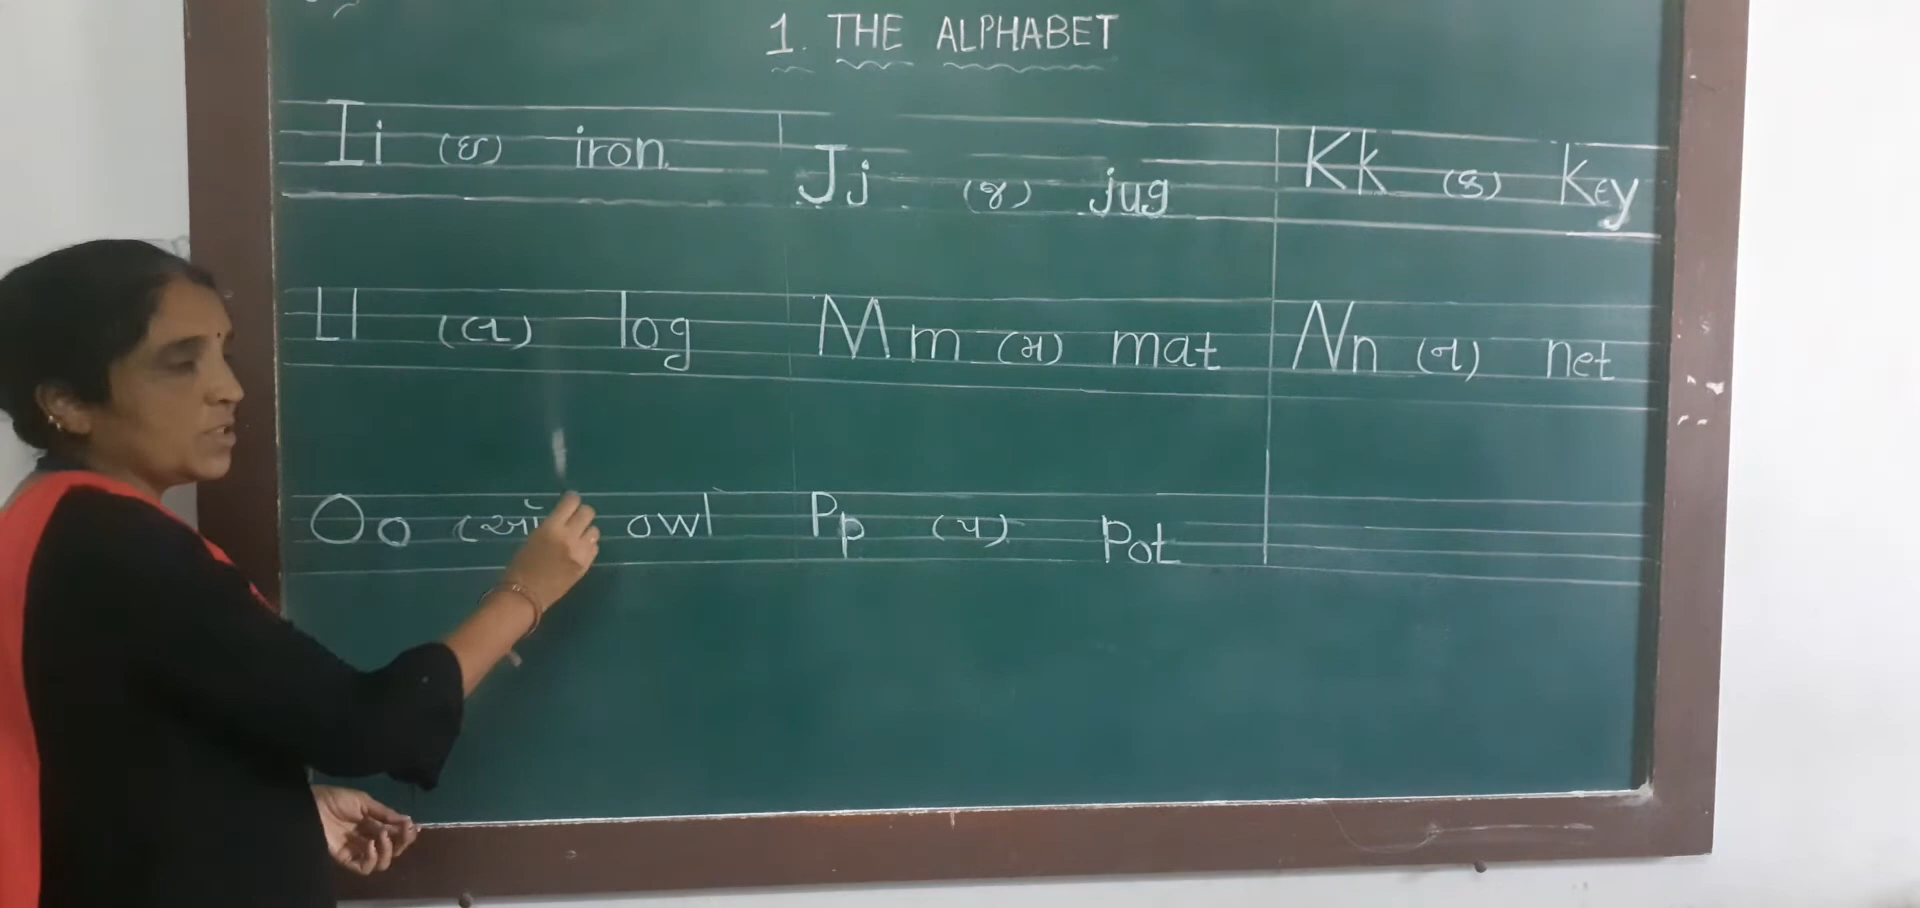 1. THE ALPHABET
Ii (ઇ) iron Jj (જ) jug Kk (ક) Key
Ll (લ) log Mm (મ) mat Nn (ન) net
Oo (ઑ owl Pp (પ) Pot